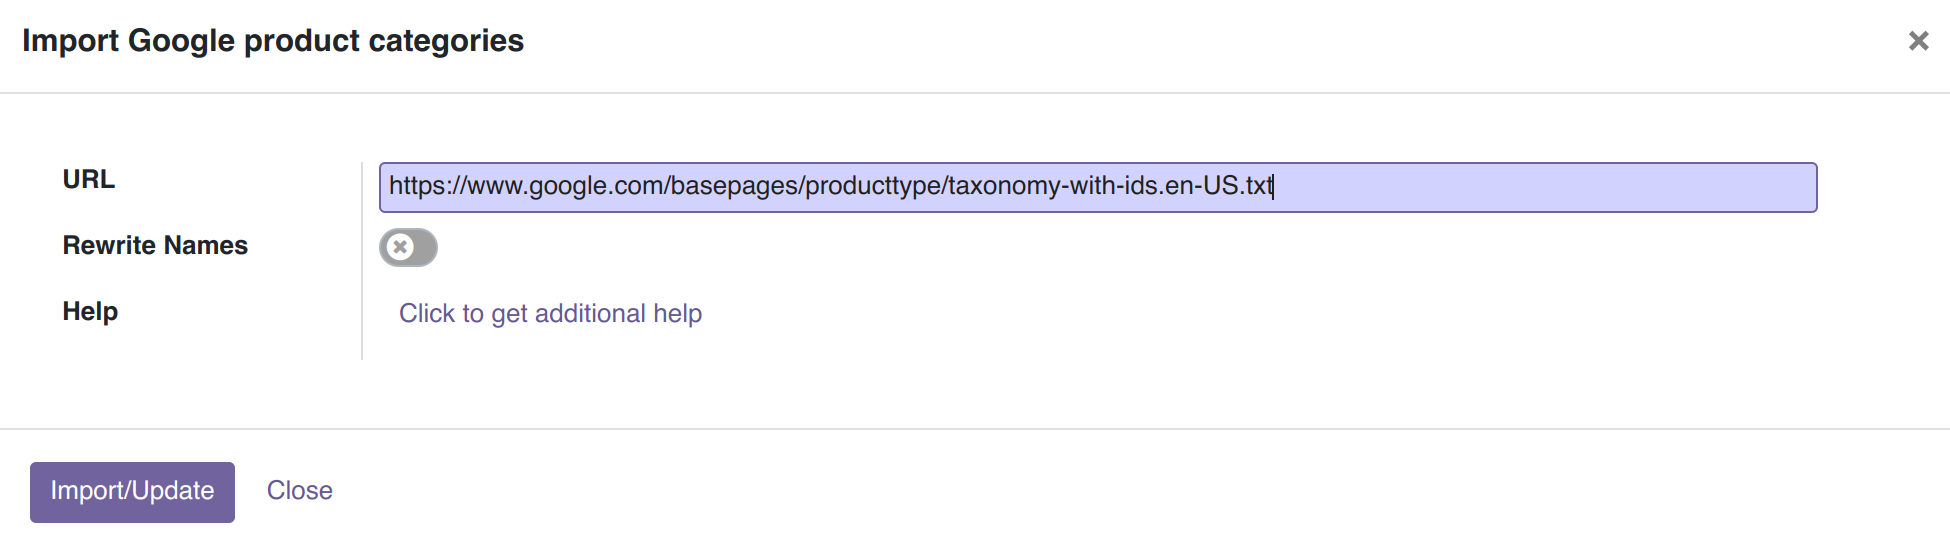 Import Google product categories
URL
https://www.google.com/basepages/producttype/taxonomy-with-ids.en-US.txt
Rewrite Names
Help
Click to get additional help
Import/Update
Close